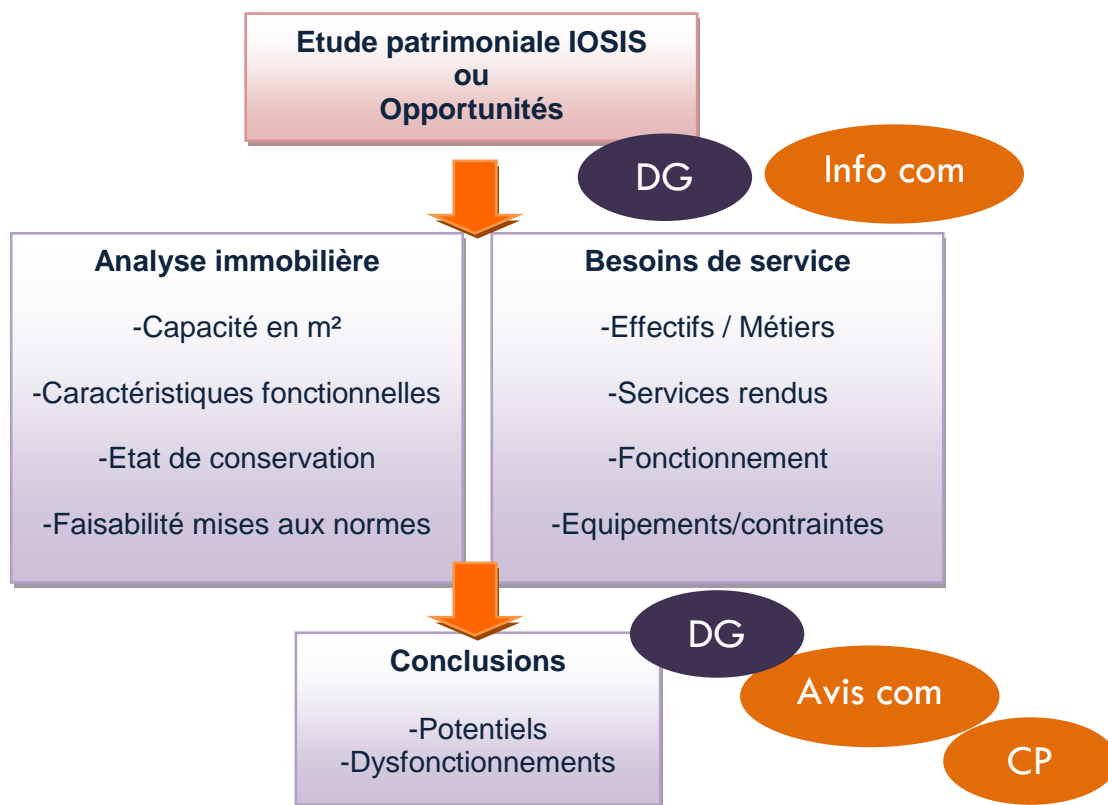 Etude patrimoniale IOSIS
ou
Opportunités
DG
Info com
Analyse immobilière
-Capacité en m²
-Caractéristiques fonctionnelles
-Etat de conservation
-Faisabilité mises aux normes
Besoins de service
-Effectifs / Métiers
-Services rendus
-Fonctionnement
-Equipements/contraintes
DG
Avis com
CP
Conclusions
-Potentiels
-Dysfonctionnements